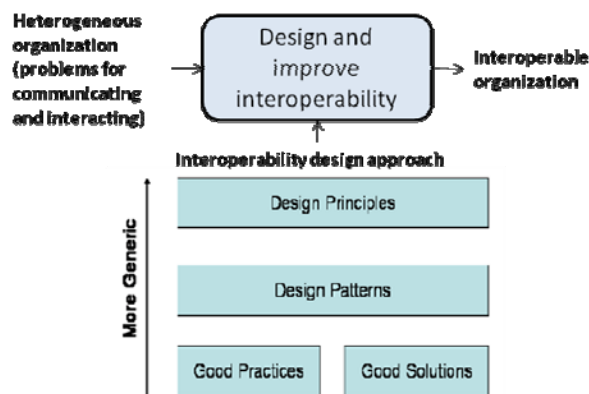 Heterogeneous
organization
(problems for
communicating
and interacting)
Design and
improve
interoperability
Interoperable
organization
Interoperability design approach
More Generic
Design Principles
Design Patterns
Good Practices
Good Solutions